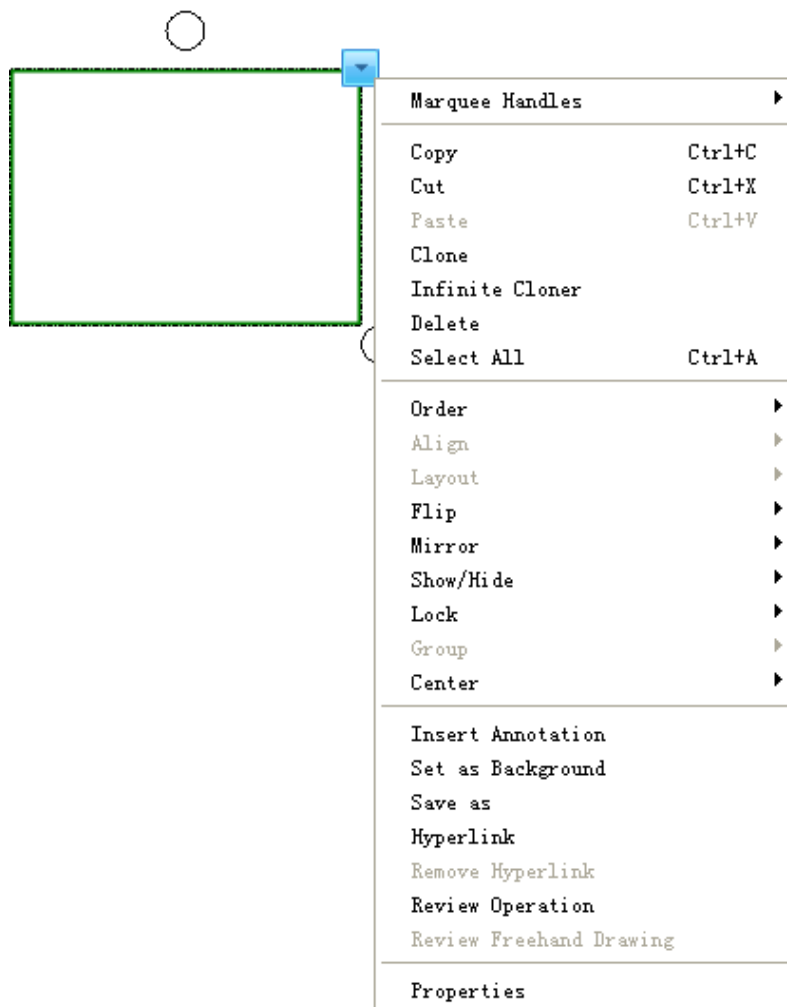 Marquee Handles
Copy Ctrl+C
Cut Ctrl+X
Paste Ctrl+V
Clone
Infinite Cloner
Delete
Select All Ctrl+A
Order
Align
Layout
Flip
Mirror
Show/Hide
Lock
Group
Center
Insert Annotation
Set as Background
Save as
Hyperlink
Remove Hyperlink
Review Operation
Review Freehand Drawing
Properties